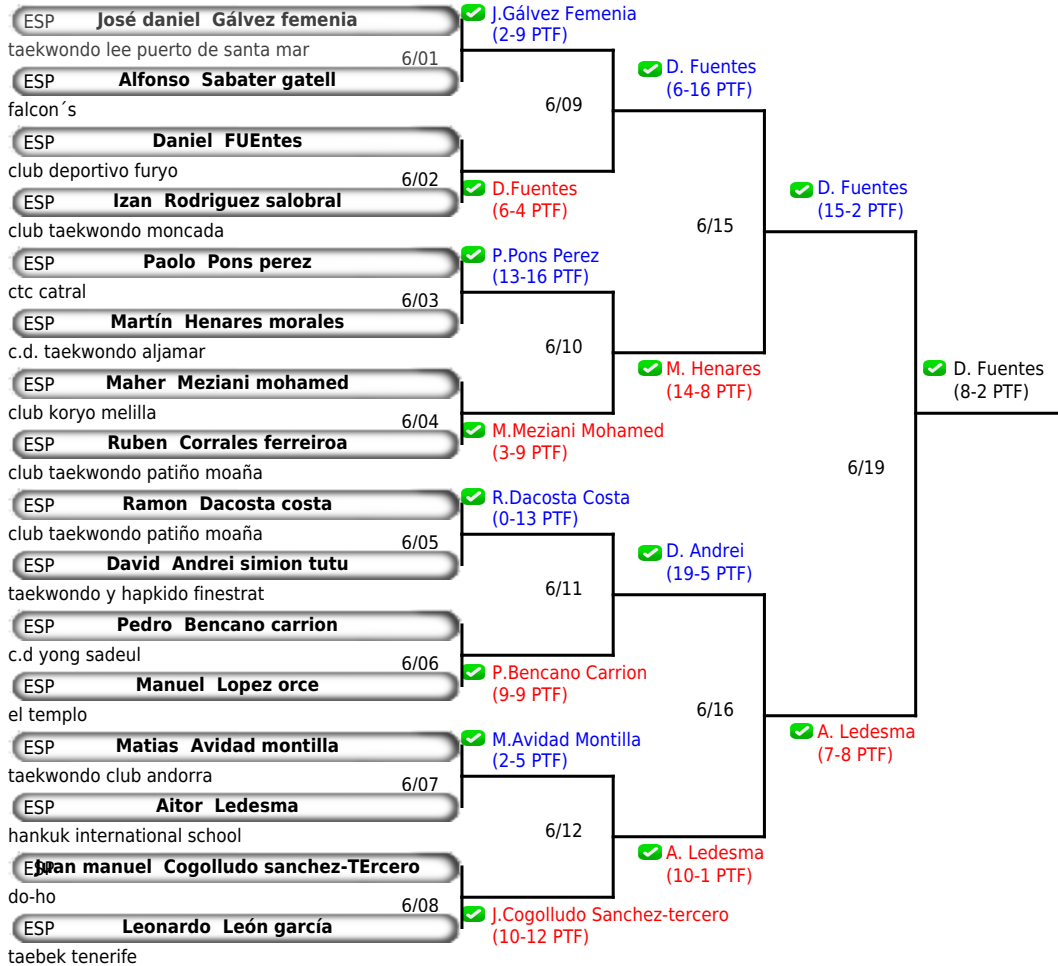 ESP José daniel Gálvez femenia
taekwondo lee puerto de santa mar
6/01
ESP Alfonso Sabater gatell
falcon´s
ESP Daniel FUEntes
club deportivo furyo
6/02
ESP Izan Rodriguez salobral
club taekwondo moncada
ESP Paolo Pons perez
ctc catral
6/03
ESP Martín Henares morales
c.d. taekwondo aljamar
ESP Maher Meziani mohamed
club koryo melilla
6/04
ESP Ruben Corrales ferreiroa
club taekwondo patiño moaña
ESP Ramon Dacosta costa
club taekwondo patiño moaña
6/05
ESP David Andrei simion tutu
taekwondo y hapkido finestrat
ESP Pedro Bencano carrion
c.d yong sadeul
6/06
ESP Manuel Lopez orce
el templo
ESP Matias Avidad montilla
taekwondo club andorra
6/07
ESP Aitor Ledesma
hankuk international school
ESP Juan manuel Cogolludo sanchez-TErcero
do-ho
6/08
ESP Leonardo León garcía
taebek tenerife
J.Gálvez Femenia
(2-9 PTF)
6/09
D.Fuentes
(6-4 PTF)
P.Pons Perez
(13-16 PTF)
6/10
M.Meziani Mohamed
(3-9 PTF)
R.Dacosta Costa
(0-13 PTF)
6/11
P.Bencano Carrion
(9-9 PTF)
M.Avidad Montilla
(2-5 PTF)
6/12
J.Cogolludo Sanchez-tercero
(10-12 PTF)
D. Fuentes
(6-16 PTF)
6/15
M. Henares
(14-8 PTF)
D. Andrei
(19-5 PTF)
6/16
A. Ledesma
(10-1 PTF)
D. Fuentes
(15-2 PTF)
6/19
A. Ledesma
(7-8 PTF)
D. Fuentes
(8-2 PTF)